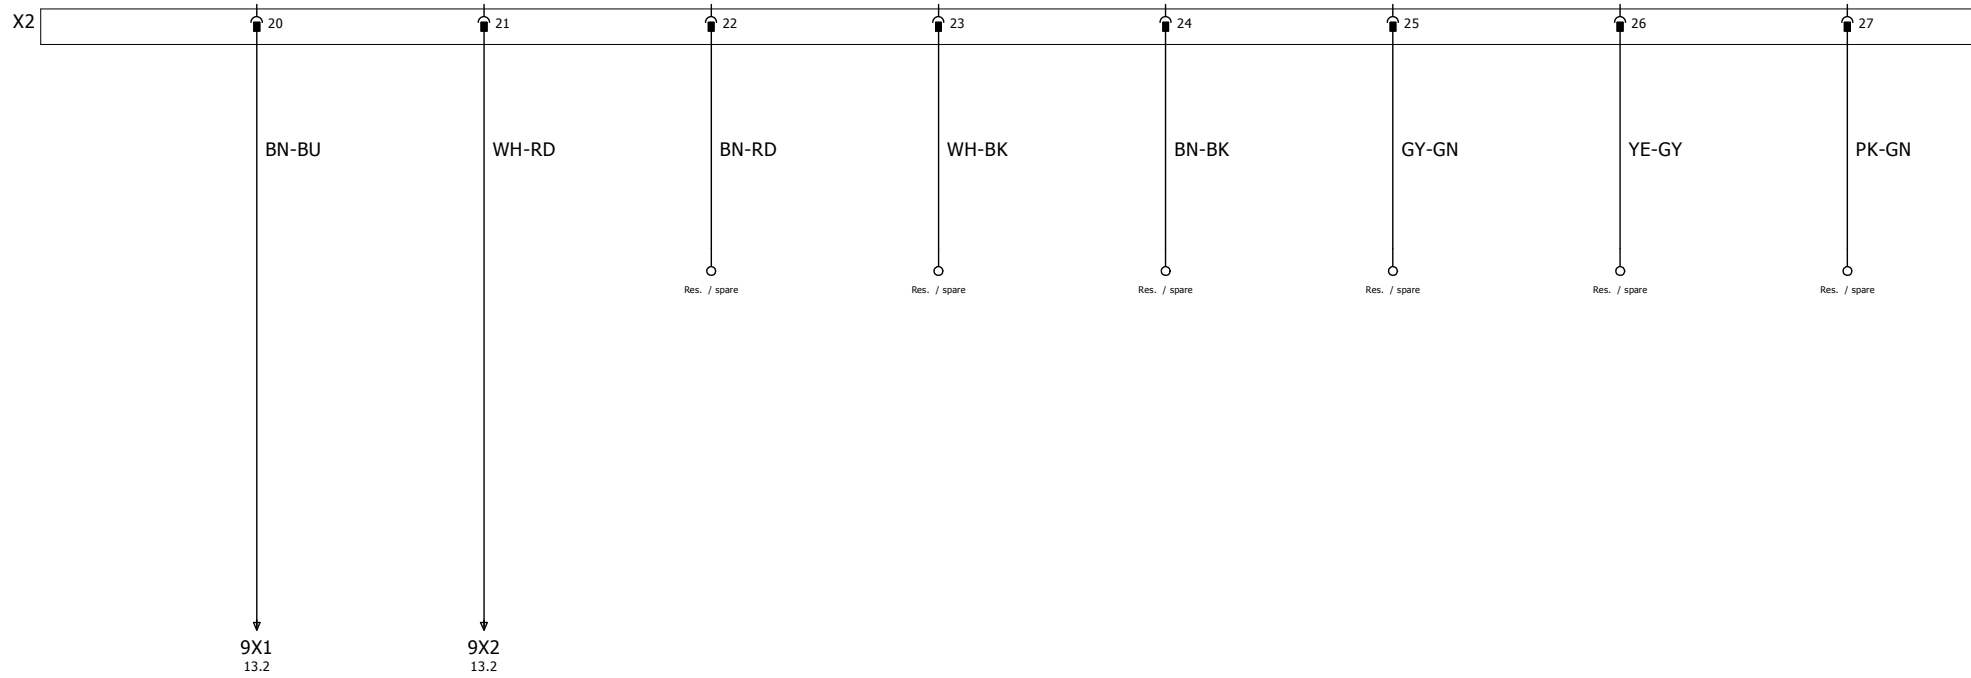 X2 20 21 22 23 24 25 26 27
BN-BU WH-RD BN-RD WH-BK BN-BK GY-GN YE-GY PK-GN
Res. / spare Res. / spare Res. / spare Res. / spare Res. / spare Res. / spare
9X1 9X2
13.2 13.2